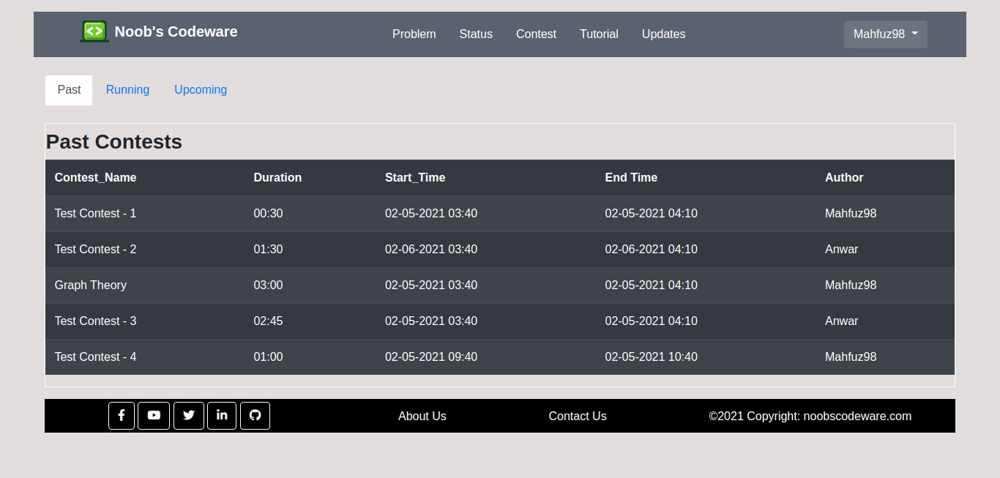 Noob's Codeware Problem Status Contest Tutorial Updates Mahfuz98
Past Running Upcoming
Past Contests
Contest_Name Duration Start_Time End Time Author
Test Contest - 1 00:30 02-05-2021 03:40 02-05-2021 04:10 Mahfuz98
Test Contest - 2 01:30 02-06-2021 03:40 02-06-2021 04:10 Anwar
Graph Theory 03:00 02-05-2021 03:40 02-05-2021 04:10 Mahfuz98
Test Contest - 3 02:45 02-05-2021 03:40 02-05-2021 04:10 Anwar
Test Contest - 4 01:00 02-05-2021 09:40 02-05-2021 10:40 Mahfuz98
About Us Contact Us ©2021 Copyright: noobscodeware.com